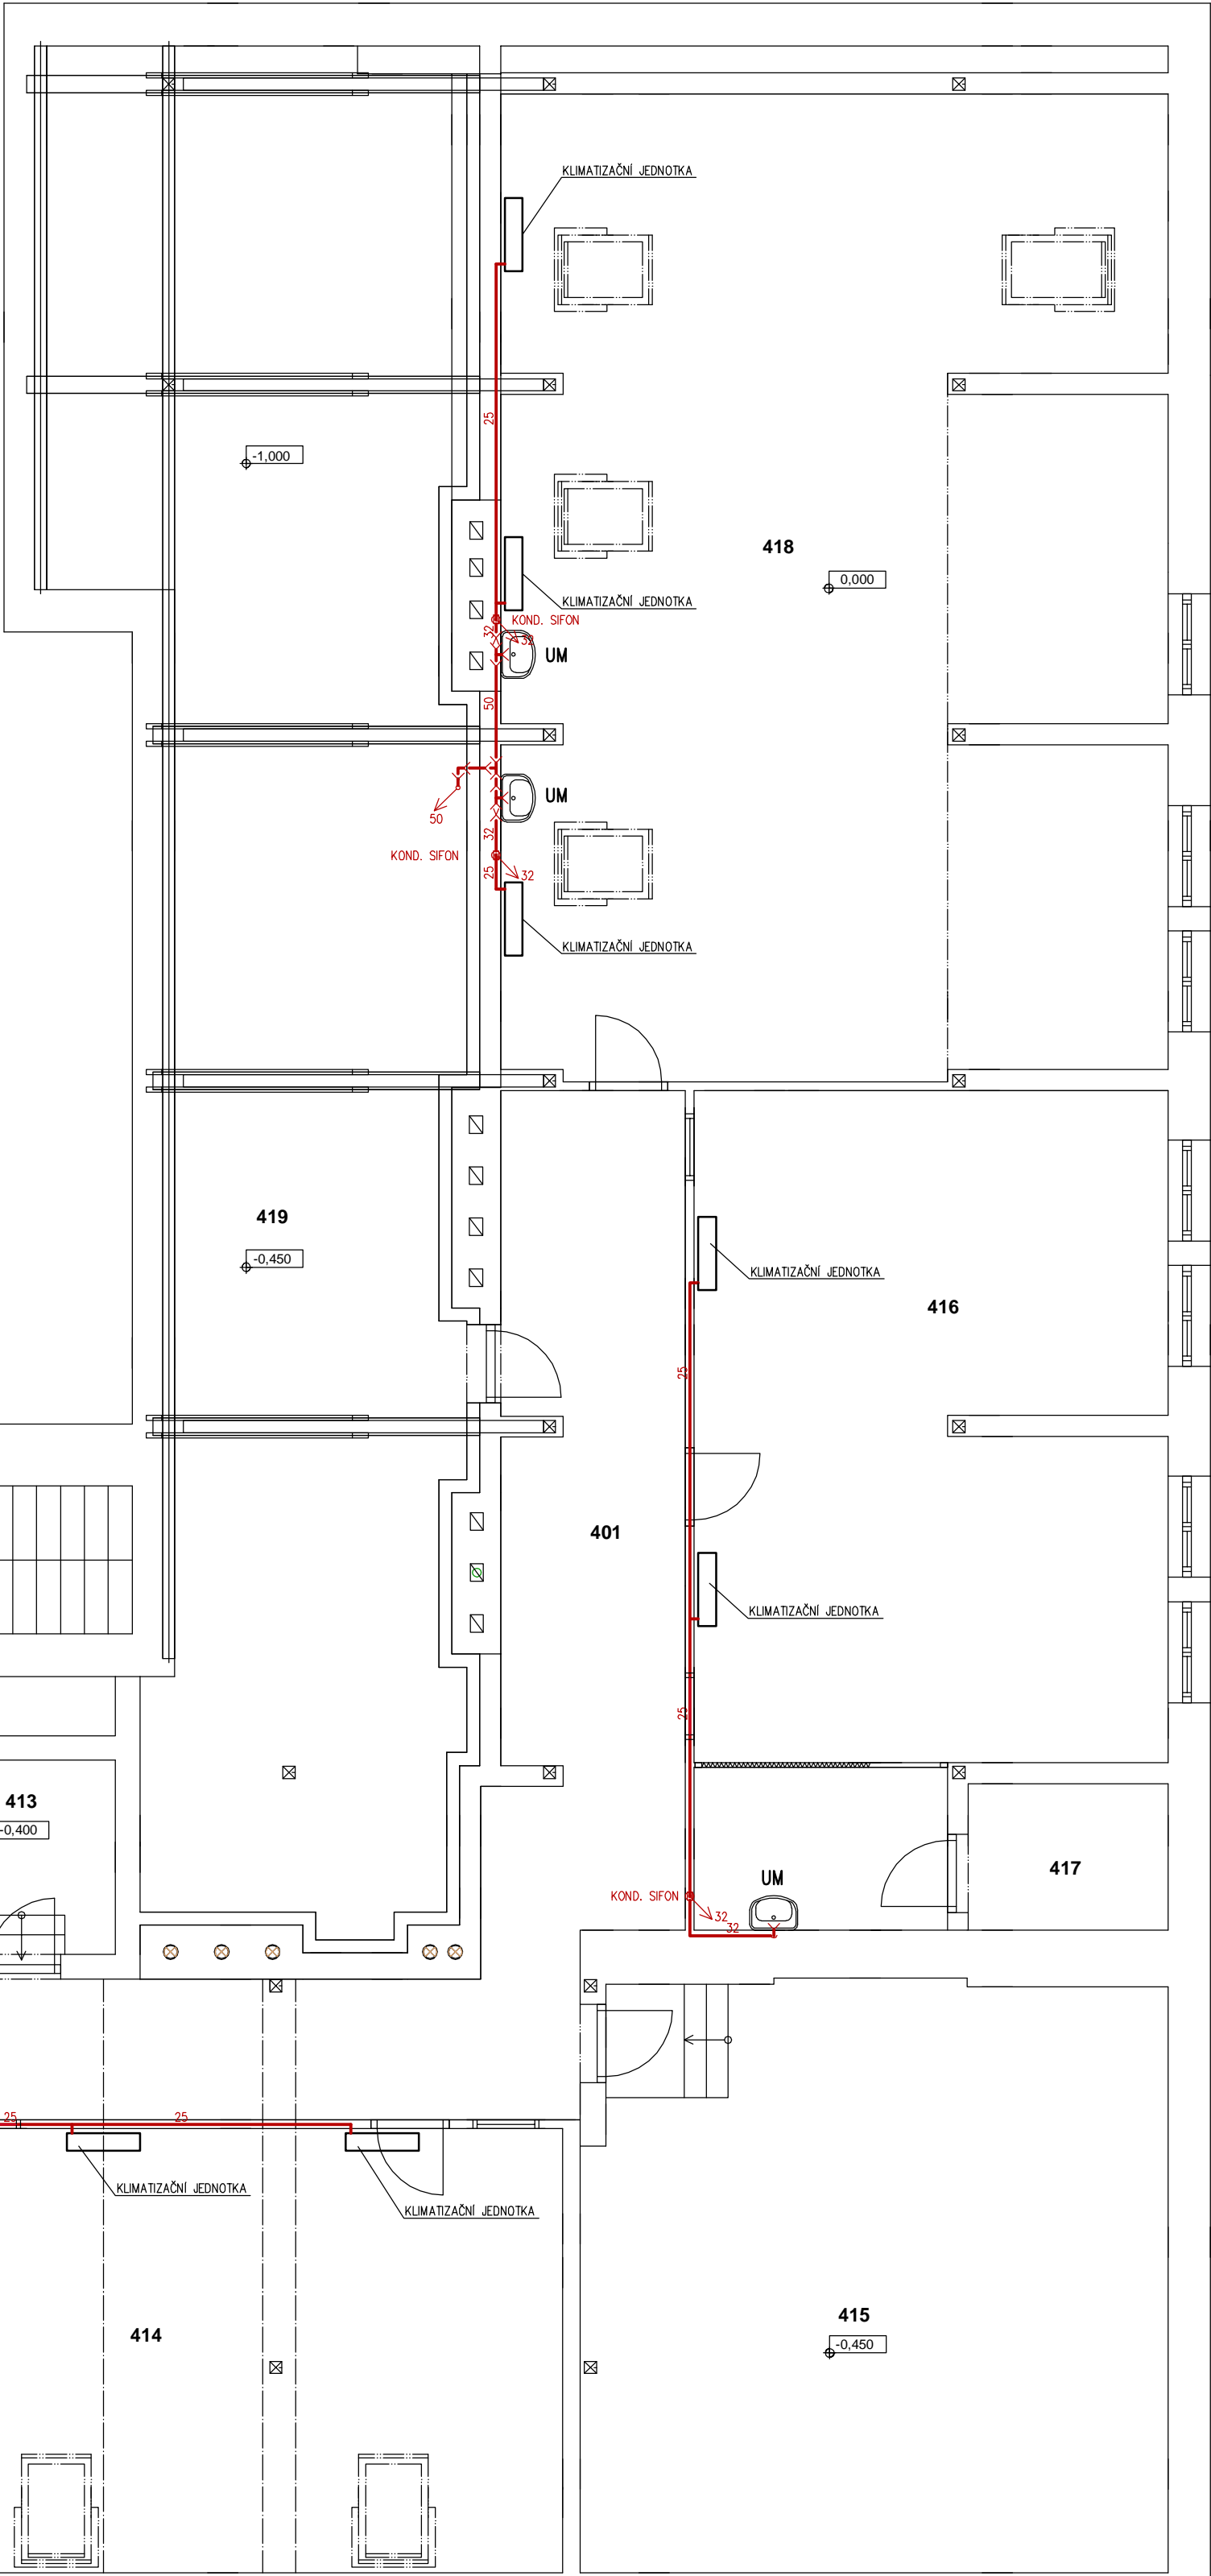 KLIMATIZAČNÍ JEDNOTKA
25
-1,000
418
0,000
KLIMATIZAČNÍ JEDNOTKA
KOND. SIFON
32
32
UM
50
UM
50
32
KOND. SIFON
25
32
KLIMATIZAČNÍ JEDNOTKA
419
-0,450
KLIMATIZAČNÍ JEDNOTKA
416
25
401
KLIMATIZAČNÍ JEDNOTKA
25
413
-0,400
417
UM
KOND. SIFON
32
32
25
25
KLIMATIZAČNÍ JEDNOTKA
KLIMATIZAČNÍ JEDNOTKA
415
414
-0,450